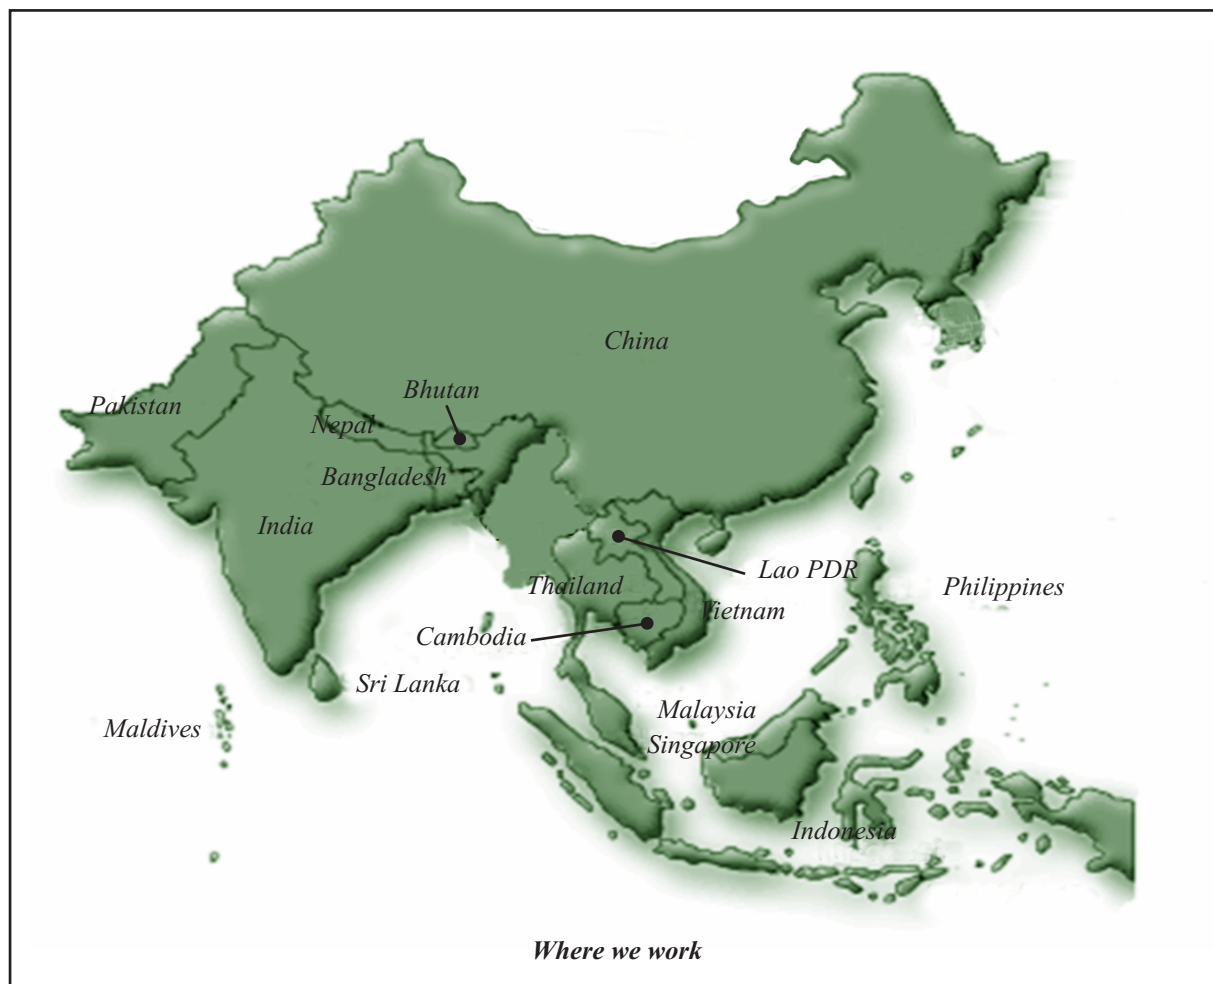 China
Bhutan
Pakistan
Nepal
Bangladesh
India
Lao PDR
Thailand
Philippines
Vietnam
Cambodia
Sri Lanka
Malaysia
Maldives
Singapore
Indonesia
Where we work